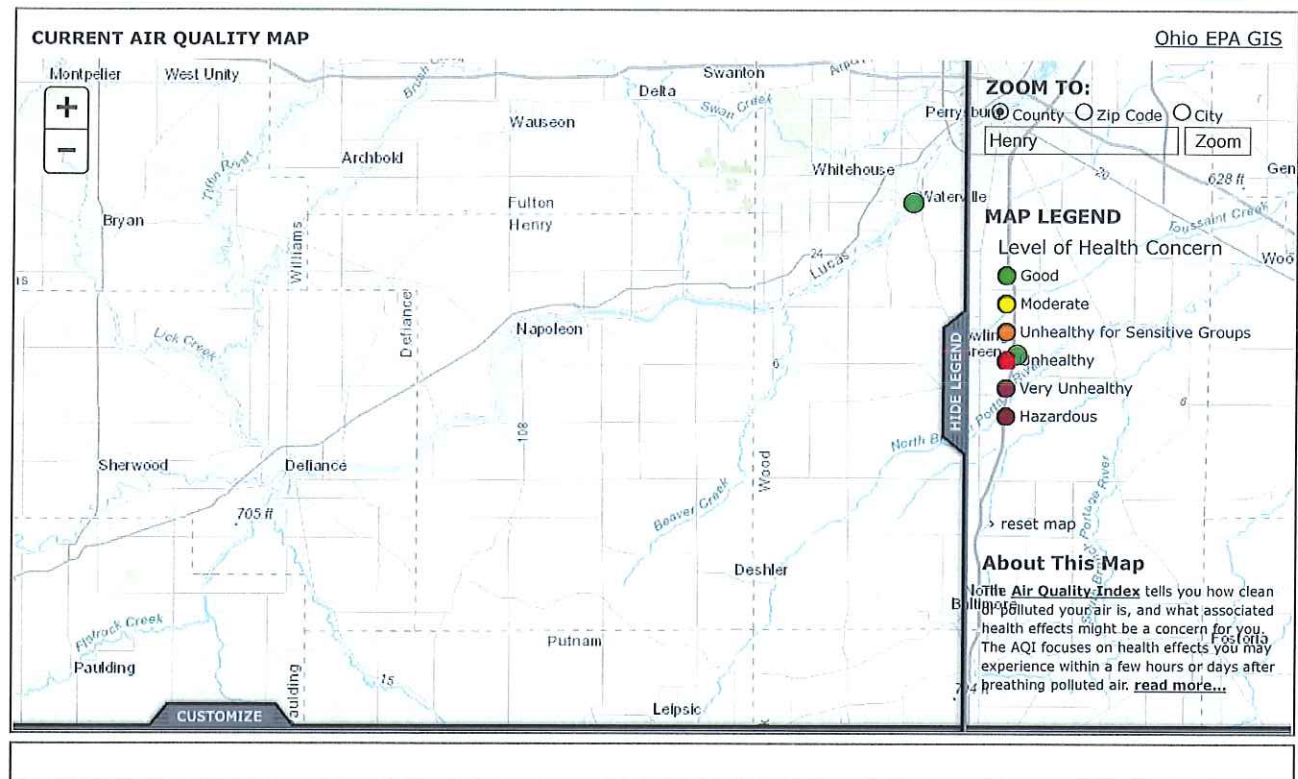 CURRENT AIR QUALITY MAP
Ohio EPA GIS
Montpelier
West Unity
Swanton
Delta
Swan Creek
Wauseon
Archbold
Whitehouse
Waterville
Bryan
Fulton
Henry
Williams
24
Lucas
Napoleon
Defiance
Lick Creek
6
108
Sherwood
Defiance
705 ft
Beaver Creek
Wood
Deshler
Putnam
Flatrock Creek
Paulding
15
Leipsic
+
−
CUSTOMIZE
HIDE LEGEND
ZOOM TO:
County
Zip Code
City
Henry
Zoom
20
628 ft
Toussaint Creek
MAP LEGEND
Level of Health Concern
Good
Moderate
Unhealthy for Sensitive Groups
Unhealthy
Very Unhealthy
Hazardous
6
› reset map
About This Map
The Air Quality Index tells you how clean
or polluted your air is, and what associated
health effects might be a concern for you.
The AQI focuses on health effects you may
experience within a few hours or days after
breathing polluted air. read more...
Fostoria